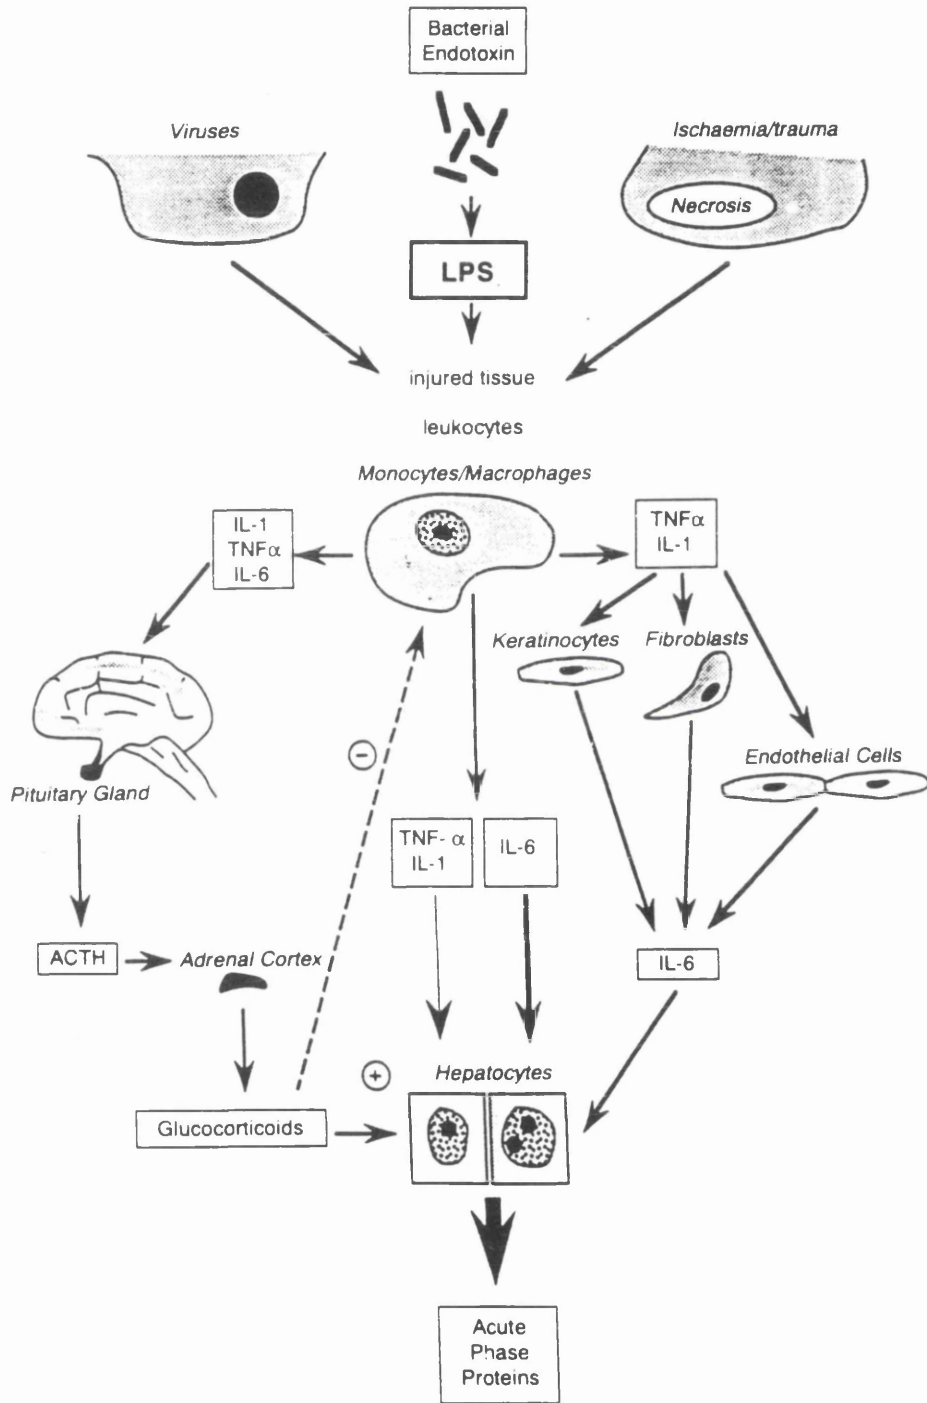 Bacterial
Endotoxin
Viruses
Ischaemia/trauma
Necrosis
LPS
injured tissue
leukocytes
Monocytes/Macrophages
IL-1
TNFα
IL-6
TNFα
IL-1
Keratinocytes
Fibroblasts
Endothelial Cells
Pituitary Gland
−
TNF- α
IL-1
IL-6
ACTH
Adrenal Cortex
IL-6
+
Hepatocytes
Glucocorticoids
Acute
Phase
Proteins